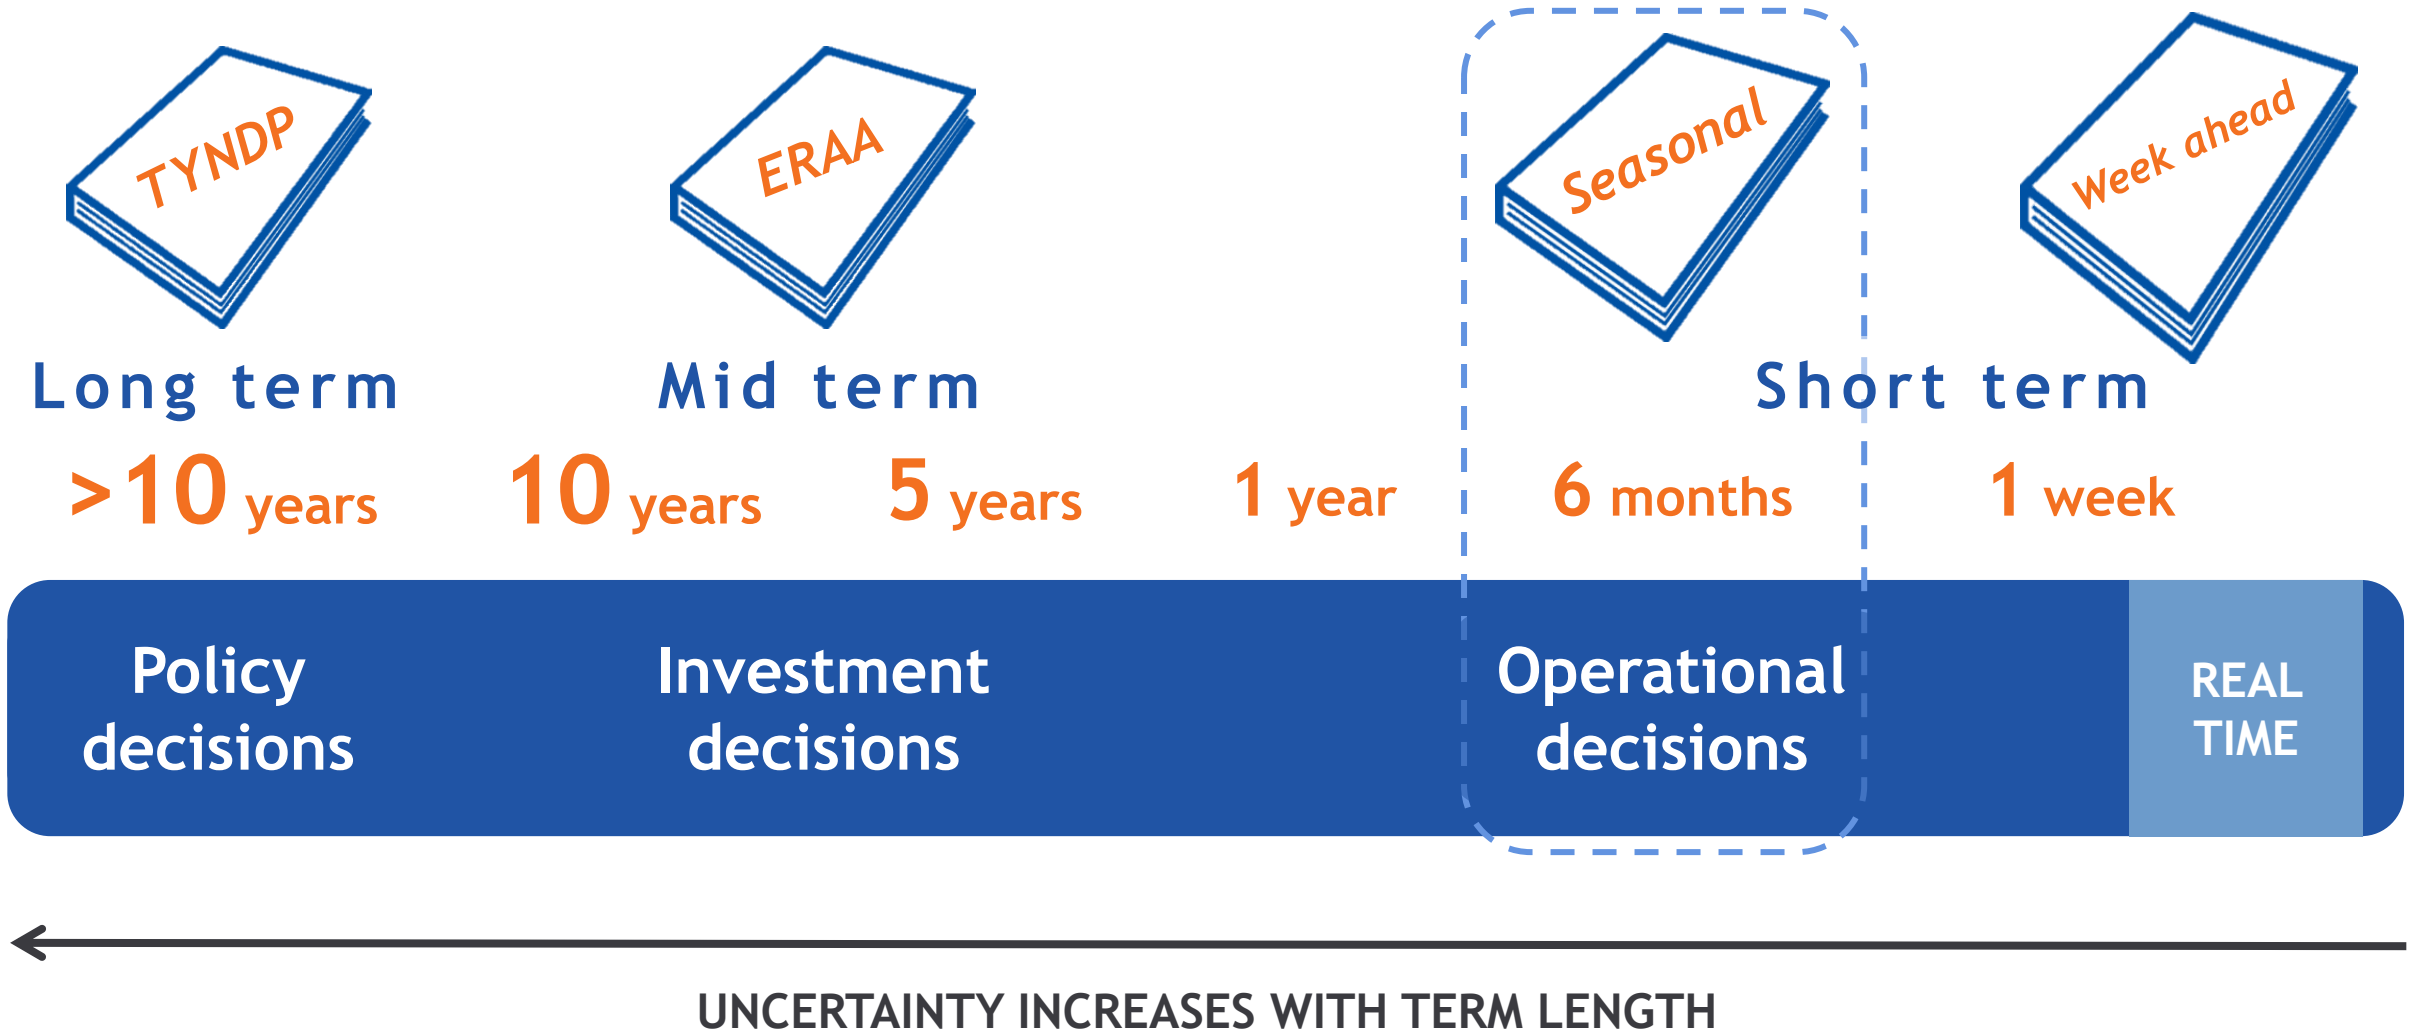 TYNDP
ERAA
Seasonal
Week ahead
Long term
Mid term
Short term
>10 years
10 years
5 years
1 year
6 months
1 week
Policy
decisions
Investment
decisions
Operational
decisions
REAL
TIME
UNCERTAINTY INCREASES WITH TERM LENGTH